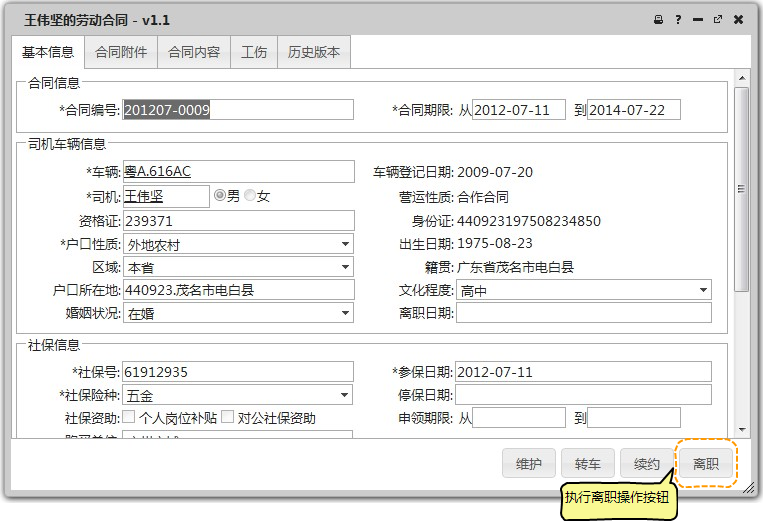 王伟坚的劳动合同 - v1.1
基本信息 合同附件 合同内容 工伤 历史版本
合同信息
*合同编号: 201207-0009 *合同期限: 从 2012-07-11 到 2014-07-22
司机车辆信息
*车辆: 粤A.616AC 车辆登记日期: 2009-07-20
*司机: 王伟坚 男 女 营运性质: 合作合同
资格证: 239371 身份证: 440923197508234850
*户口性质: 外地农村 出生日期: 1975-08-23
区域: 本省 籍贯: 广东省茂名市电白县
户口所在地: 440923.茂名市电白县 文化程度: 高中
婚姻状况: 在婚 离职日期:
社保信息
*社保号: 61912935 *参保日期: 2012-07-11
*社保险种: 五金 停保日期:
社保资助: 个人岗位补贴 对公社保资助 申领期限: 从 到
维护 转车 续约 离职
执行离职操作按钮